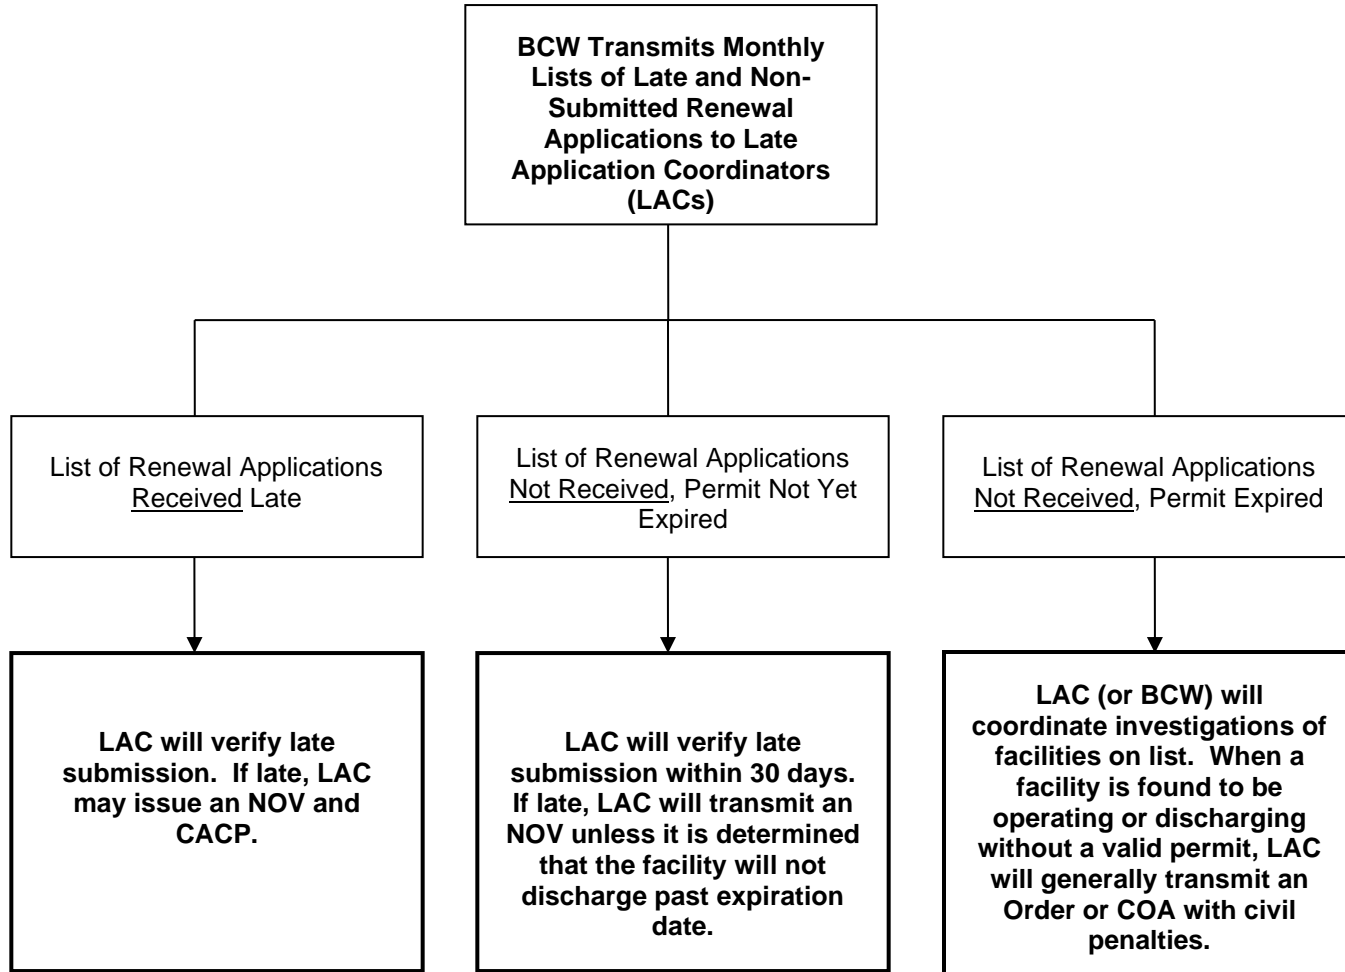 BCW Transmits Monthly
Lists of Late and Non-
Submitted Renewal
Applications to Late
Application Coordinators
(LACs)
List of Renewal Applications
Received Late
List of Renewal Applications
Not Received, Permit Not Yet
Expired
List of Renewal Applications
Not Received, Permit Expired
LAC will verify late
submission. If late, LAC
may issue an NOV and
CACP.
LAC will verify late
submission within 30 days.
If late, LAC will transmit an
NOV unless it is determined
that the facility will not
discharge past expiration
date.
LAC (or BCW) will
coordinate investigations of
facilities on list. When a
facility is found to be
operating or discharging
without a valid permit, LAC
will generally transmit an
Order or COA with civil
penalties.